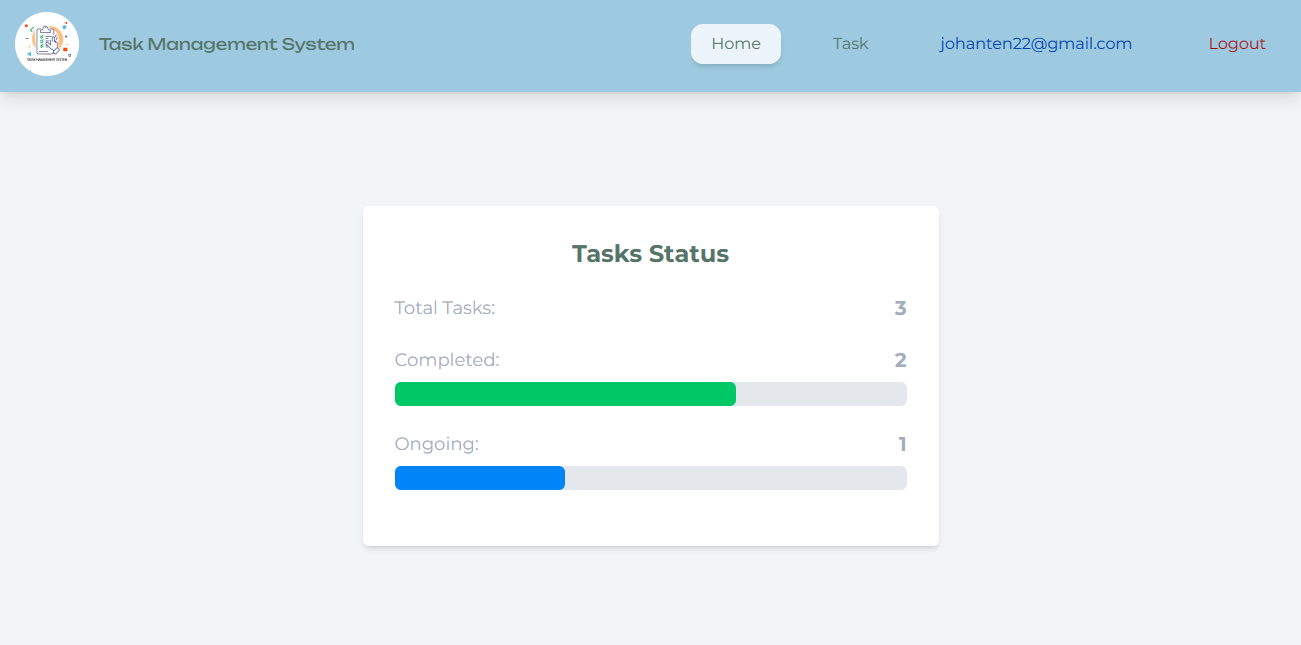 TASK MANAGEMENT SYSTEM
Task Management System
Home
Task
johanten22@gmail.com
Logout
Tasks Status
Total Tasks: 3
Completed: 2
Ongoing: 1